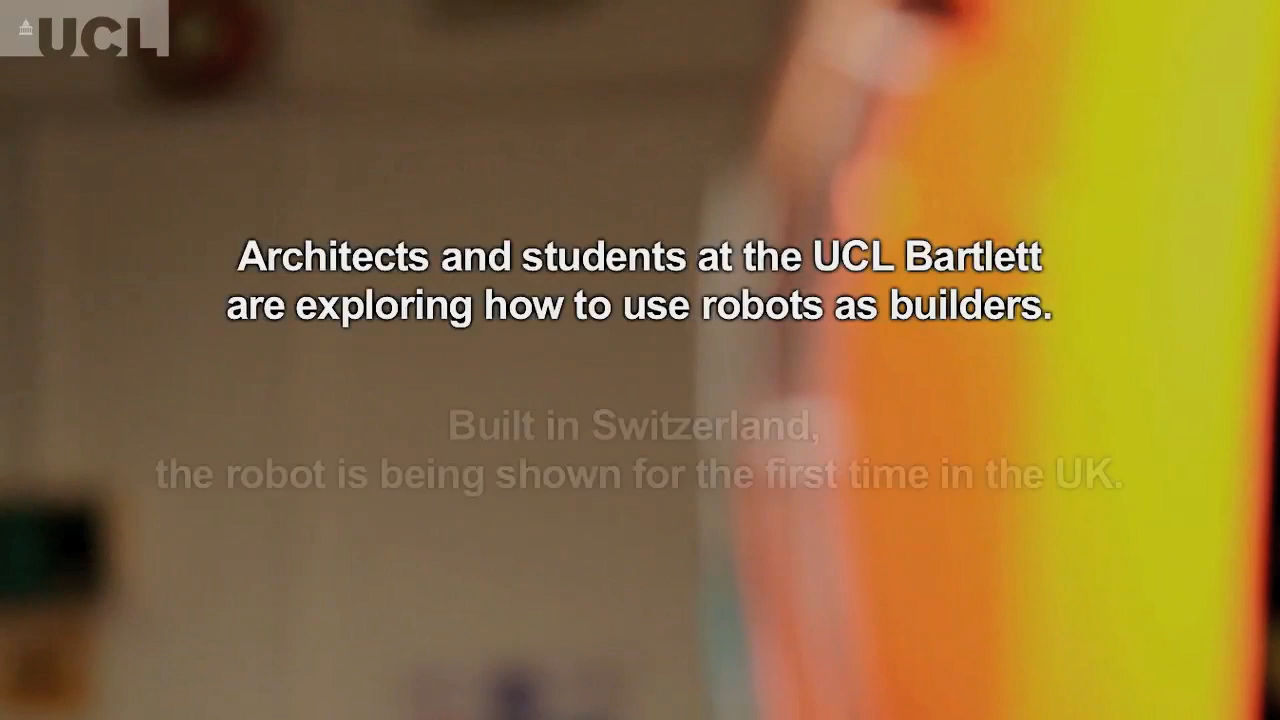 UCL
Architects and students at the UCL Bartlett
are exploring how to use robots as builders.
Built in Switzerland,
the robot is being shown for the first time in the UK.